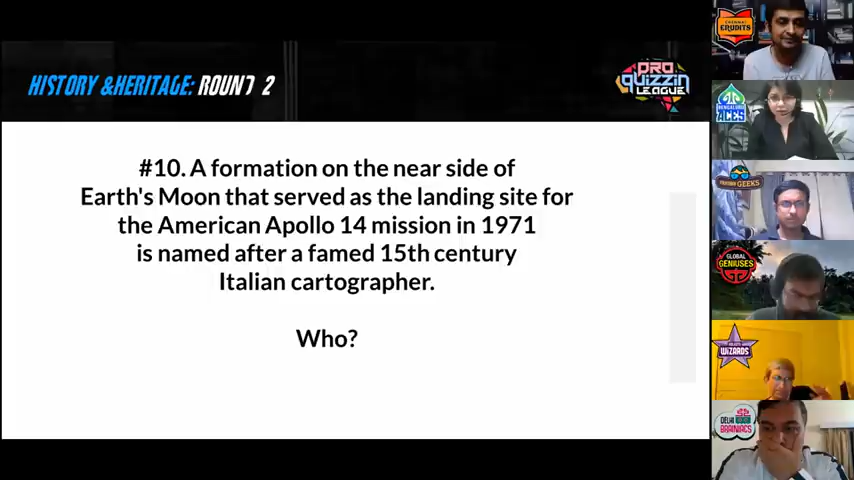 HISTORY &HERITAGE: ROUND 2
PRO
QUIZZIN
LEAGUE
#10. A formation on the near side of
Earth's Moon that served as the landing site for
the American Apollo 14 mission in 1971
is named after a famed 15th century
Italian cartographer.
Who?
CHENNAI
ERUDITS
BENGALURU
ACES
GEEKS
GLOBAL
GENIUSES
WIZARDS
DELHI
BRAINIACS